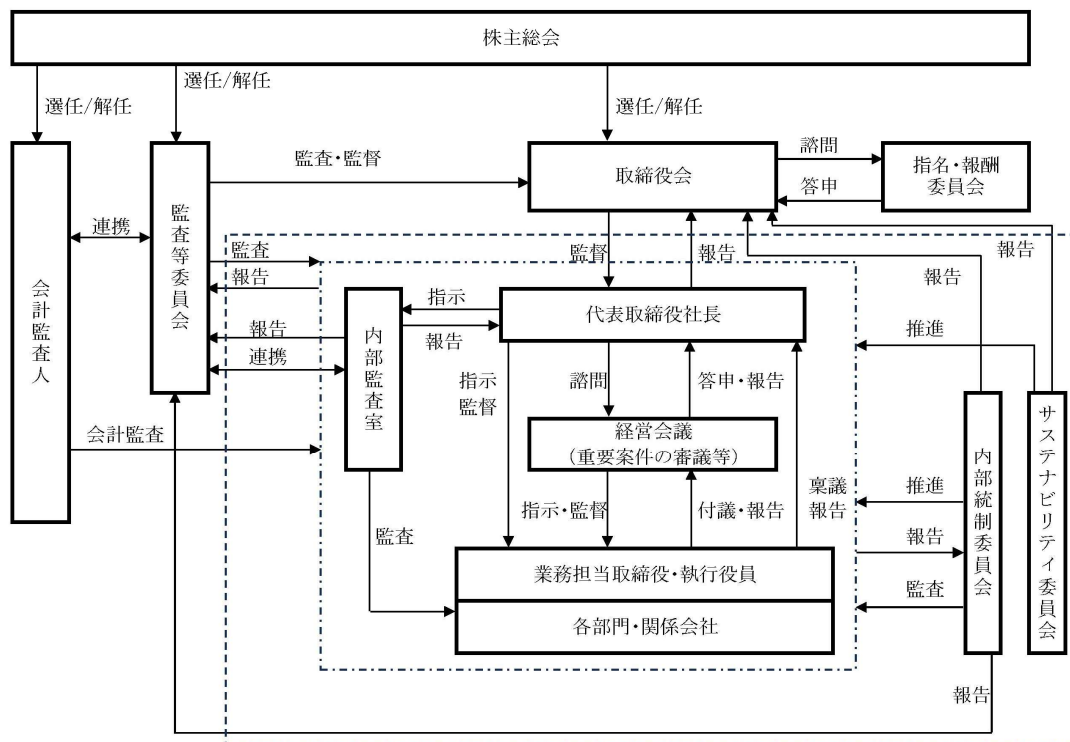 株主総会
選任/解任
選任/解任
選任/解任
会計監査人
監査等委員会
監査・監督
取締役会
諮問
答申
指名・報酬
委員会
連携
監査
報告
監督
報告
報告
報告
報告
連携
内部監査室
指示
報告
代表取締役社長
推進
指示
監督
諮問
答申・報告
会計監査
経営会議
（重要案件の審議等）
稟議
報告
指示・監督
付議・報告
監査
推進
報告
監査
内部統制委員会
サステナビリティ委員会
業務担当取締役・執行役員
各部門・関係会社
報告